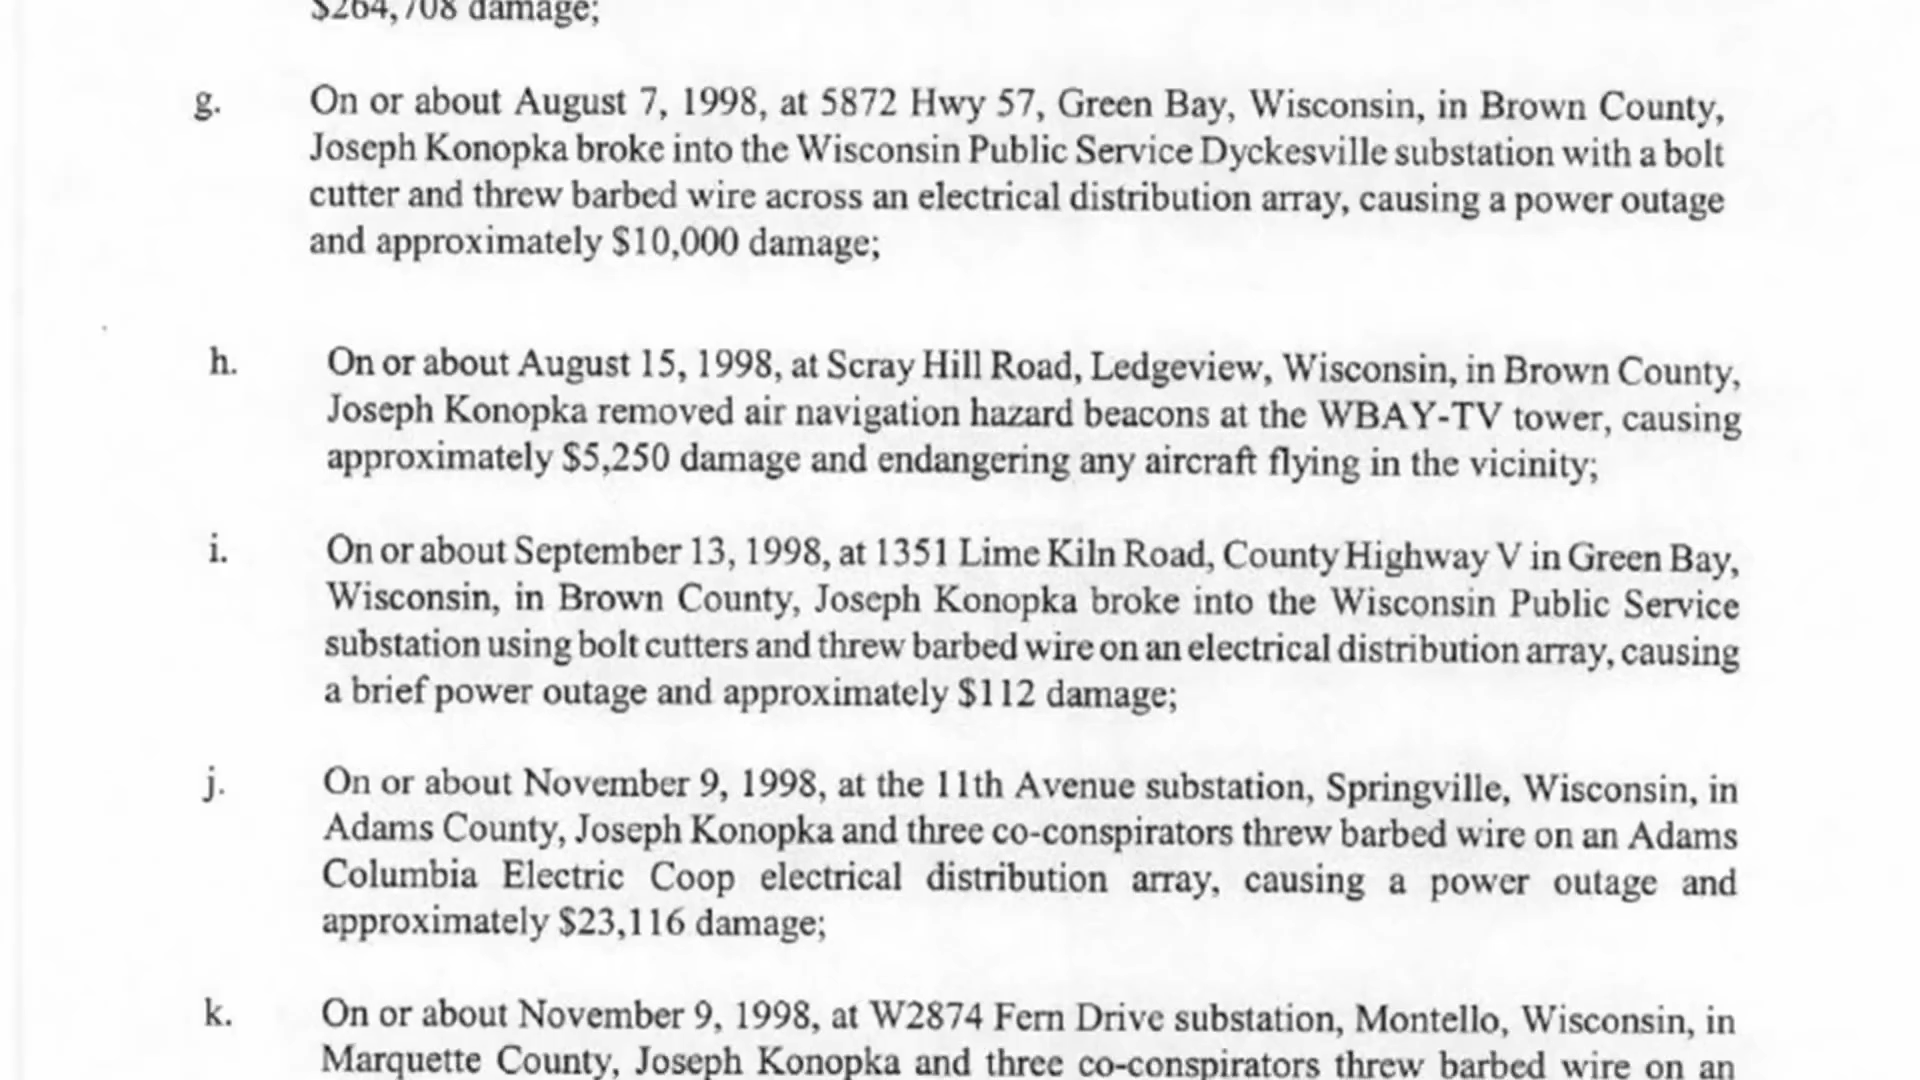 $264,708 damage;
g. On or about August 7, 1998, at 5872 Hwy 57, Green Bay, Wisconsin, in Brown County,
Joseph Konopka broke into the Wisconsin Public Service Dyckesville substation with a bolt
cutter and threw barbed wire across an electrical distribution array, causing a power outage
and approximately $10,000 damage;
h. On or about August 15, 1998, at Scray Hill Road, Ledgeview, Wisconsin, in Brown County,
Joseph Konopka removed air navigation hazard beacons at the WBAY-TV tower, causing
approximately $5,250 damage and endangering any aircraft flying in the vicinity;
i. On or about September 13, 1998, at 1351 Lime Kiln Road, County Highway V in Green Bay,
Wisconsin, in Brown County, Joseph Konopka broke into the Wisconsin Public Service
substation using bolt cutters and threw barbed wire on an electrical distribution array, causing
a brief power outage and approximately $112 damage;
j. On or about November 9, 1998, at the 11th Avenue substation, Springville, Wisconsin, in
Adams County, Joseph Konopka and three co-conspirators threw barbed wire on an Adams
Columbia Electric Coop electrical distribution array, causing a power outage and
approximately $23,116 damage;
k. On or about November 9, 1998, at W2874 Fern Drive substation, Montello, Wisconsin, in
Marquette County, Joseph Konopka and three co-conspirators threw barbed wire on an